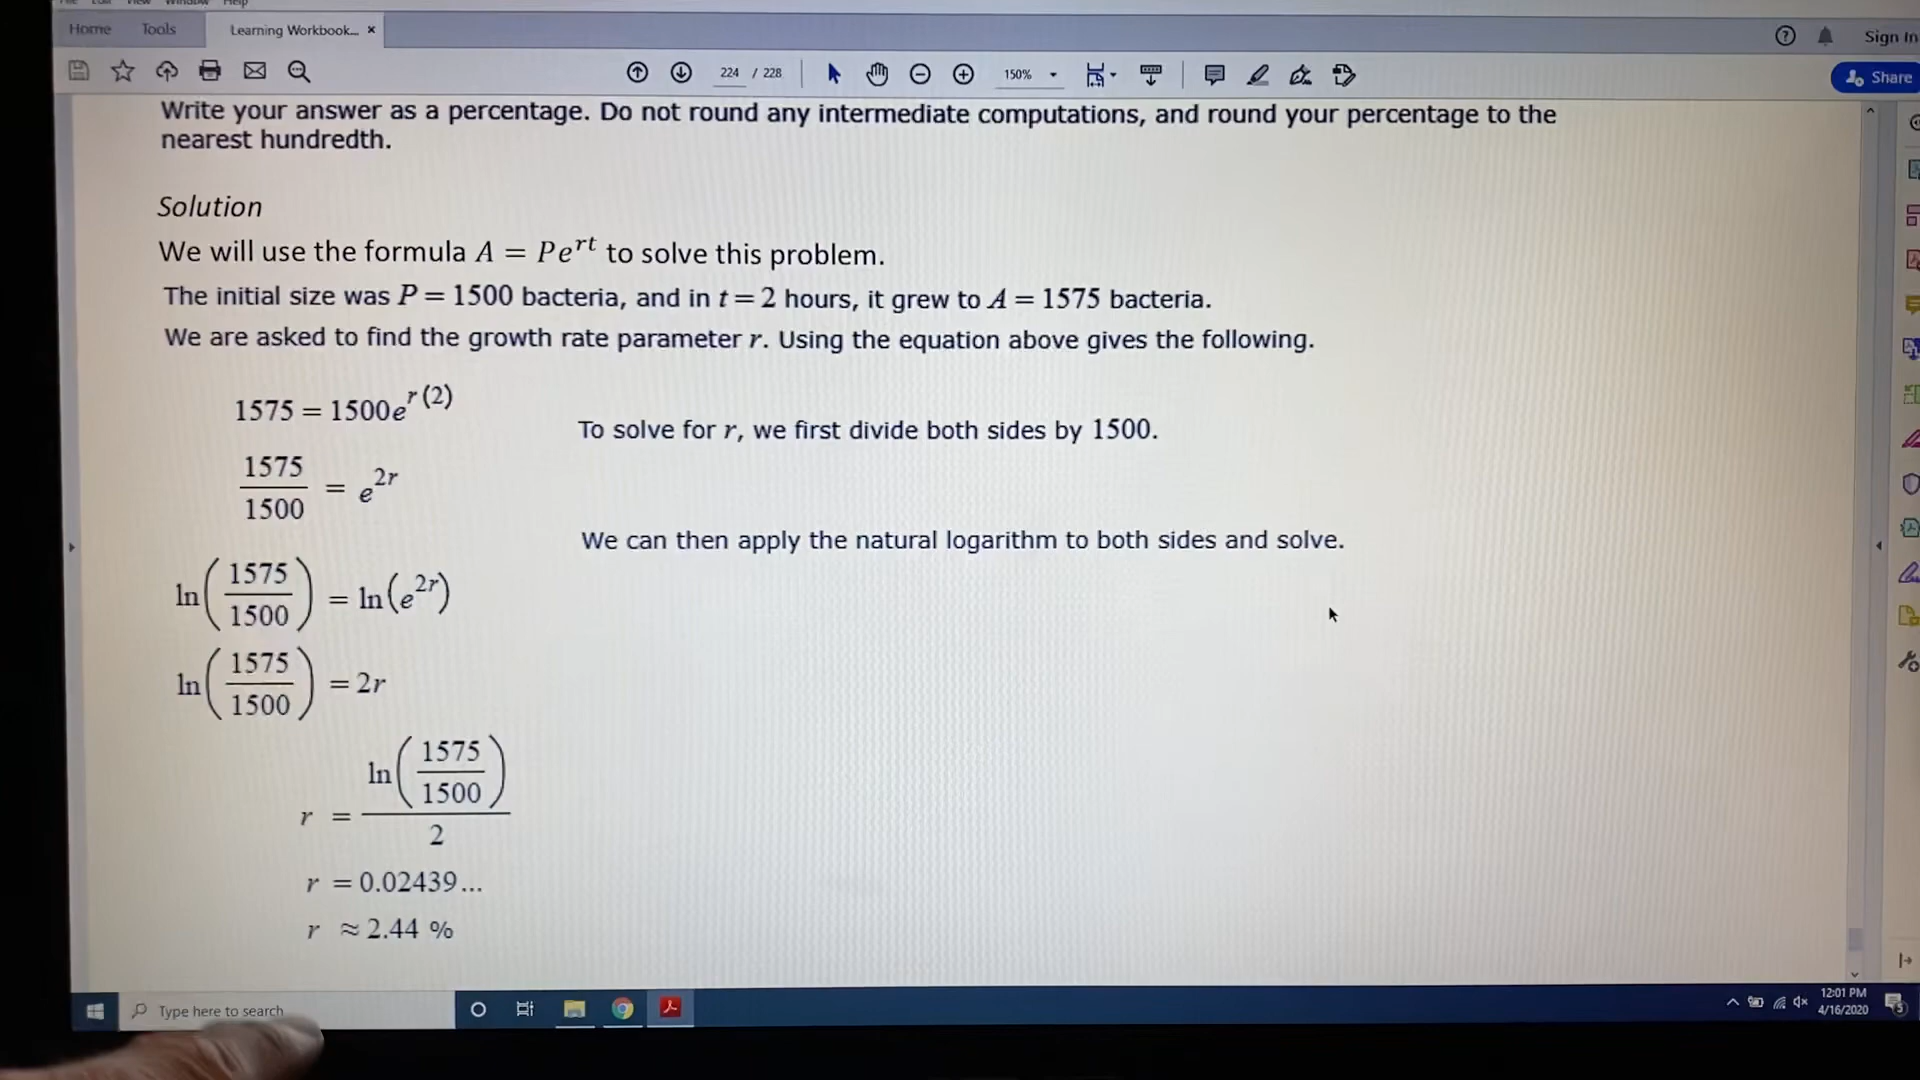 File Edit View Window Help
Home Tools Learning Workbook... × Sign In
224 / 228 150% Share
Write your answer as a percentage. Do not round any intermediate computations, and round your percentage to the
nearest hundredth.
Solution
We will use the formula A = Pe^{rt} to solve this problem.
The initial size was P = 1500 bacteria, and in t = 2 hours, it grew to A = 1575 bacteria.
We are asked to find the growth rate parameter r. Using the equation above gives the following.
1575 = 1500e^{r(2)}
To solve for r, we first divide both sides by 1500.
1575/1500 = e^{2r}
We can then apply the natural logarithm to both sides and solve.
ln(1575/1500) = ln(e^{2r})
ln(1575/1500) = 2r
r = ln(1575/1500)/2
r = 0.02439...
r ≈ 2.44 %
Type here to search
12:01 PM
4/16/2020
5